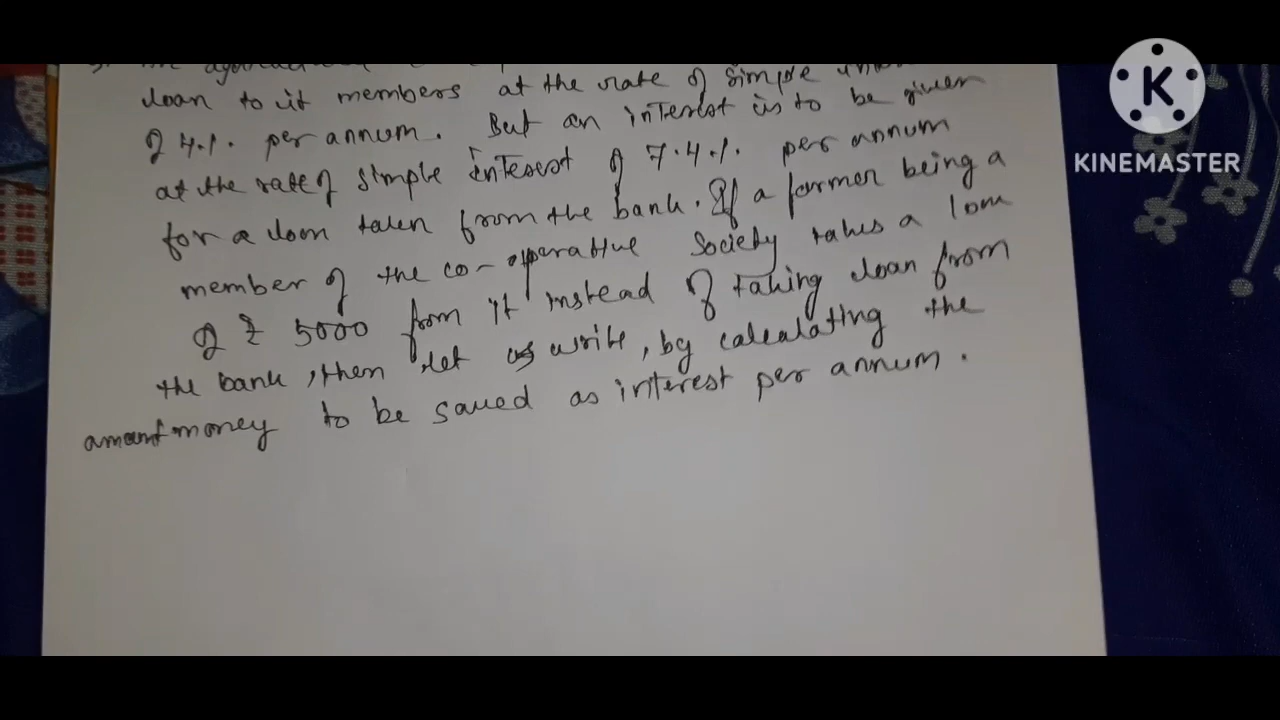 loan to it members at the rate of simple
of 4.1. per annum. But an interest is to be given
at the rate of simple interest of 7.4.1. per annum
for a loan taken from the bank. If a farmer being a
member of the co-operative Society takes a loan
of ₹ 5000 from it instead of taking loan from
the bank, then let us write, by calculating the
amount money to be saved as interest per annum.
K
KINEMASTER